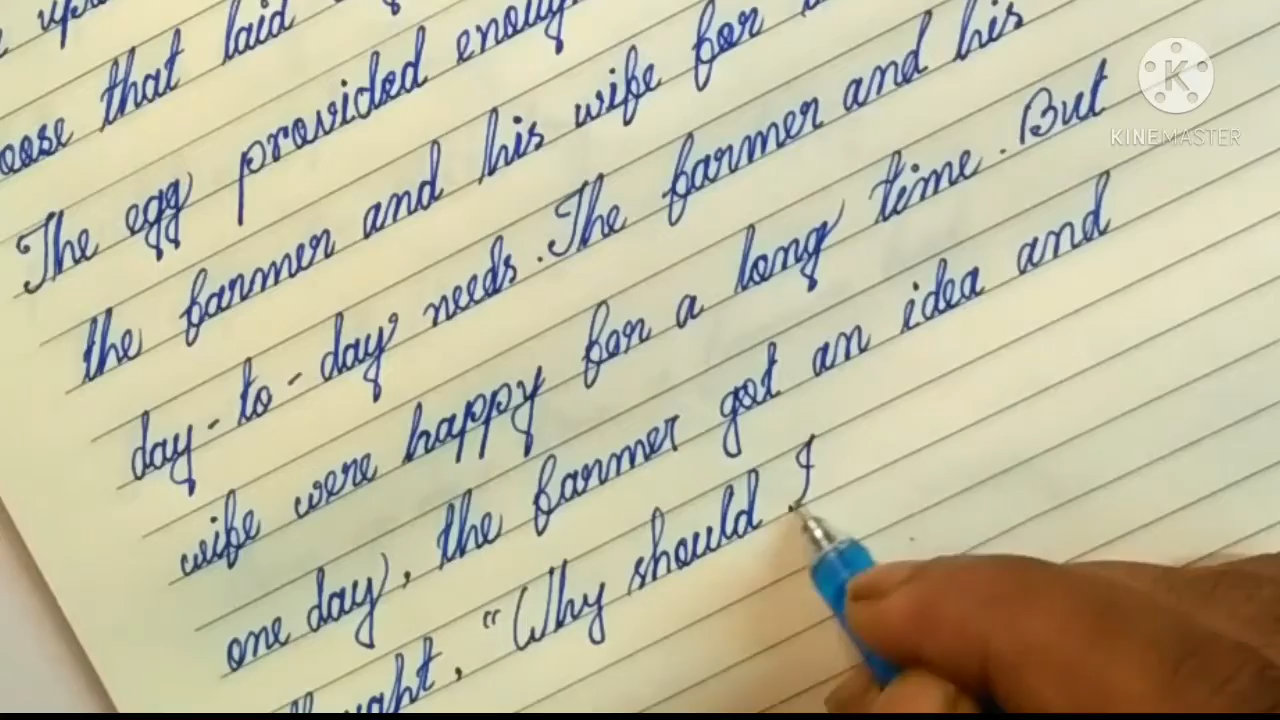 that laid
The egg provided enough
the farmer and his wife for
day-to-day needs. The farmer and his
wife were happy for a long time. But
one day, the farmer got an idea and
"Why should I
KINEMASTER